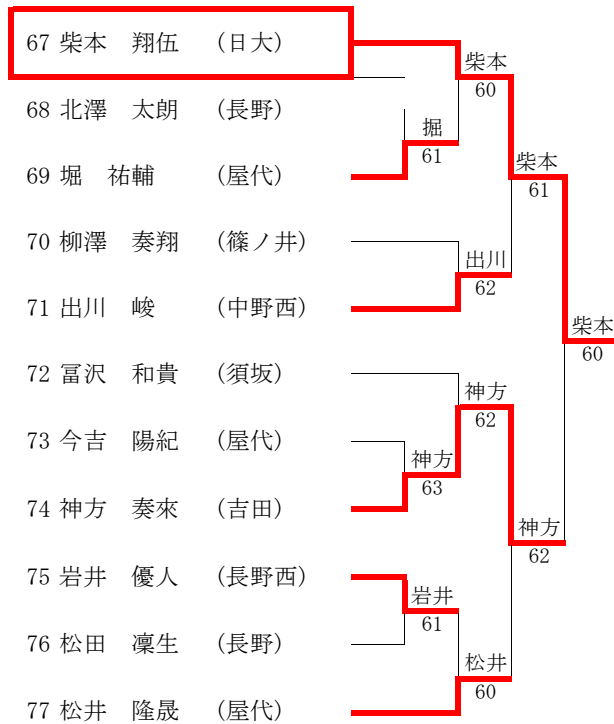 67 柴本 翔伍 (日大)
68 北澤 太朗 (長野)
69 堀 祐輔 (屋代)
70 柳澤 奏翔 (篠ノ井)
71 出川 峻 (中野西)
72 冨沢 和貴 (須坂)
73 今吉 陽紀 (屋代)
74 神方 奏來 (吉田)
75 岩井 優人 (長野西)
76 松田 凜生 (長野)
77 松井 隆晟 (屋代)
掘
61
岩井
61
神方
63
柴本
60
出川
62
神方
62
松井
60
柴本
61
神方
62
柴本
60